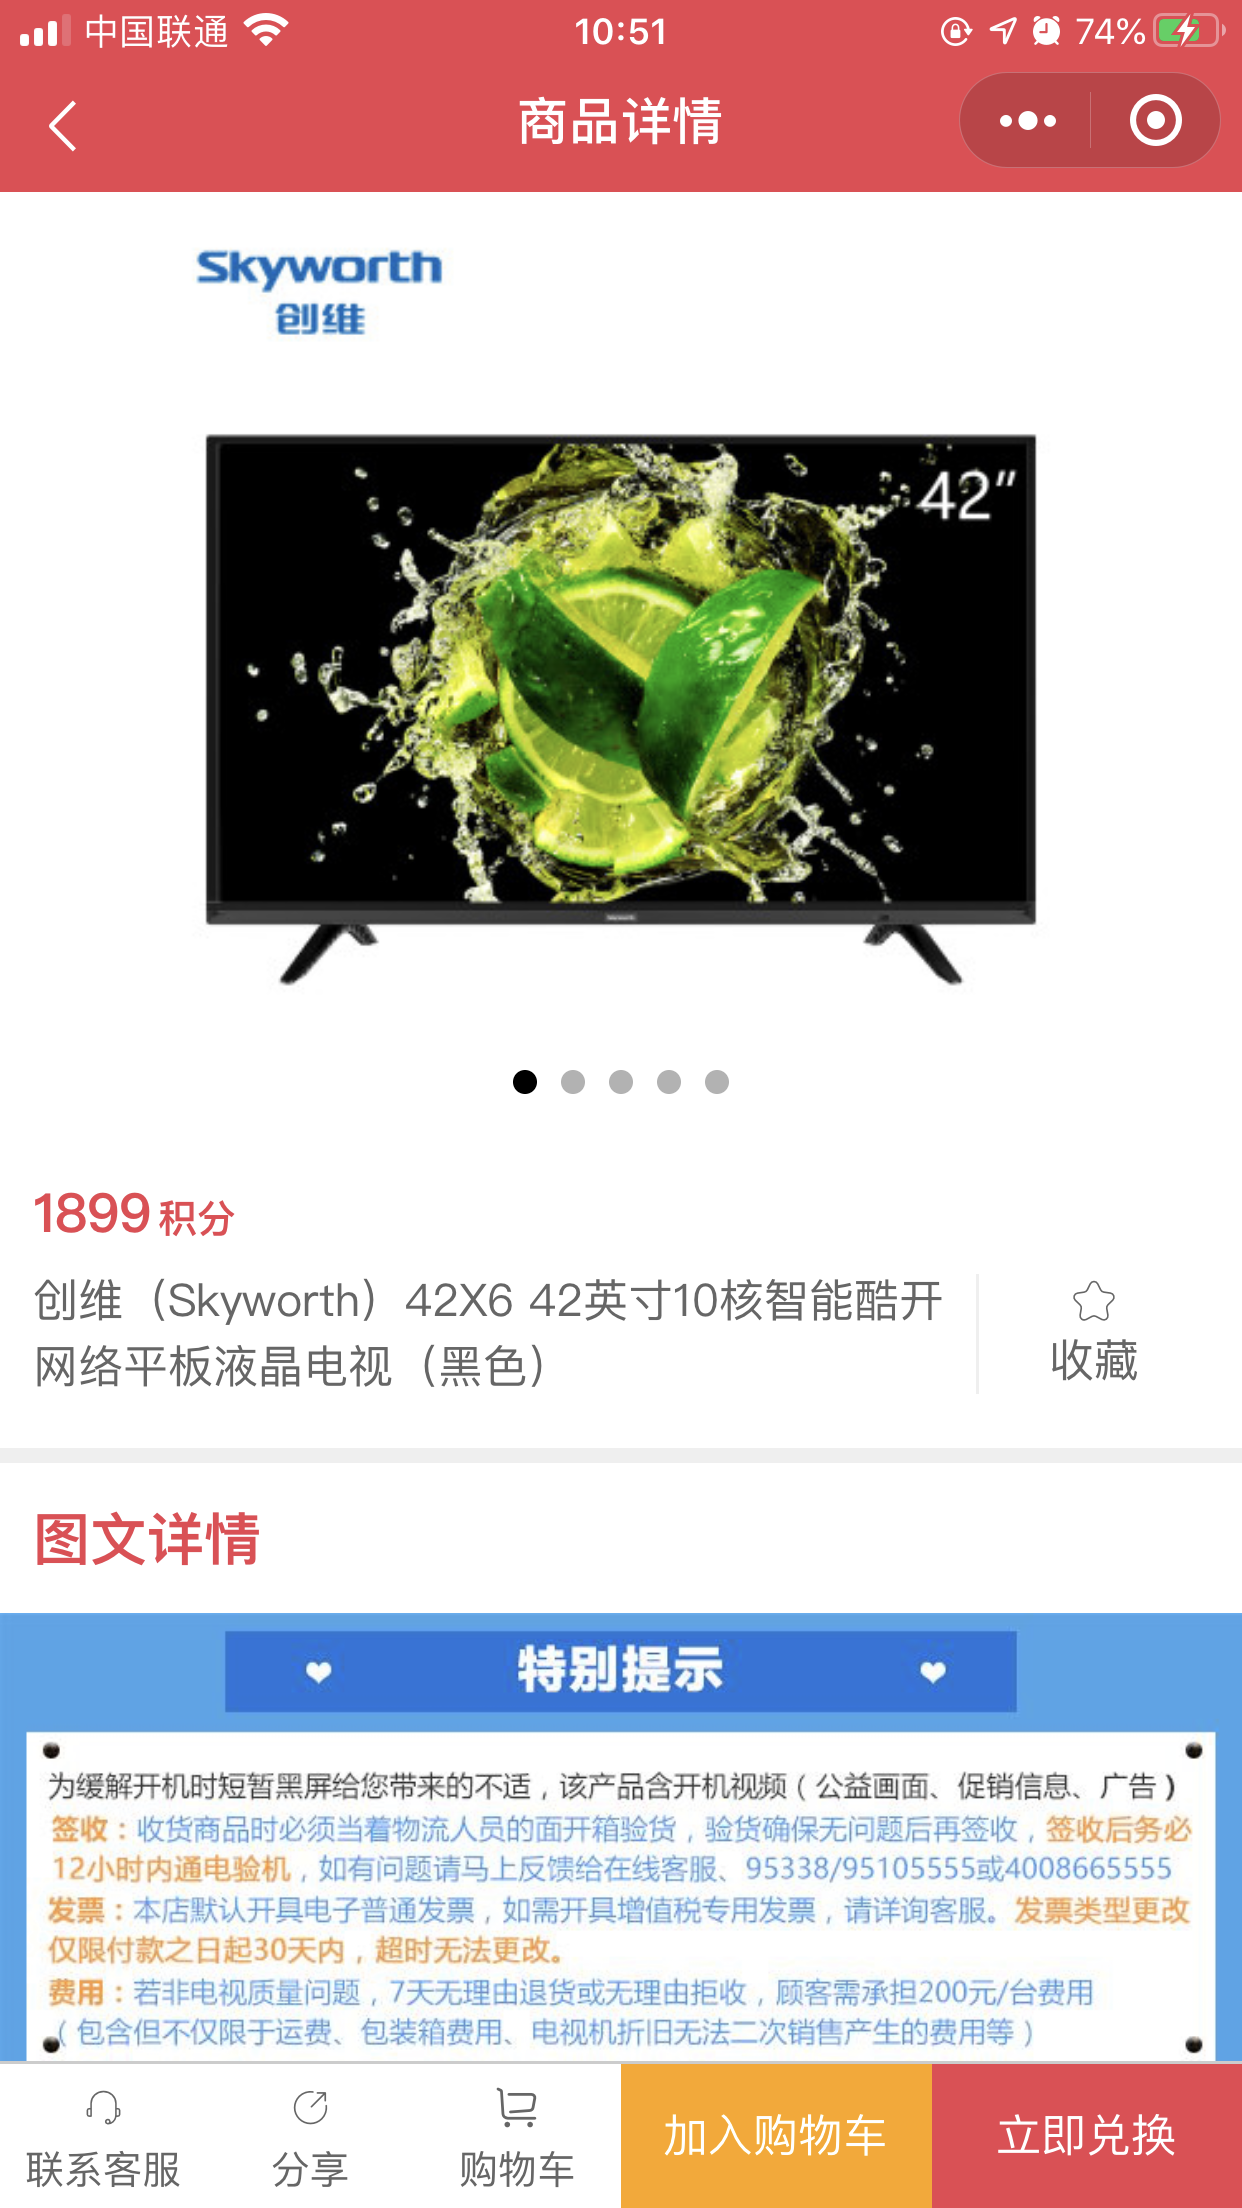 中国联通
10:51
74%
商品详情
Skyworth
创维
42"
1899 积分
创维（Skyworth）42X6 42英寸10核智能酷开
网络平板液晶电视（黑色）
收藏
图文详情
特别提示
为缓解开机时短暂黑屏给您带来的不适，该产品含开机视频（公益画面、促销信息、广告）
签收：收货商品时必须当着物流人员的面开箱验货，验货确保无问题后再签收，签收后务必
12小时内通电验机，如有问题请马上反馈给在线客服、95338/95105555或4008665555
发票：本店默认开具电子普通发票，如需开具增值税专用发票，请详询客服。发票类型更改
仅限付款之日起30天内，超时无法更改。
费用：若非电视质量问题，7天无理由退货或无理由拒收，顾客需承担200元/台费用
（包含但不仅限于运费、包装箱费用、电视机折旧无法二次销售产生的费用等）
联系客服
分享
购物车
加入购物车
立即兑换